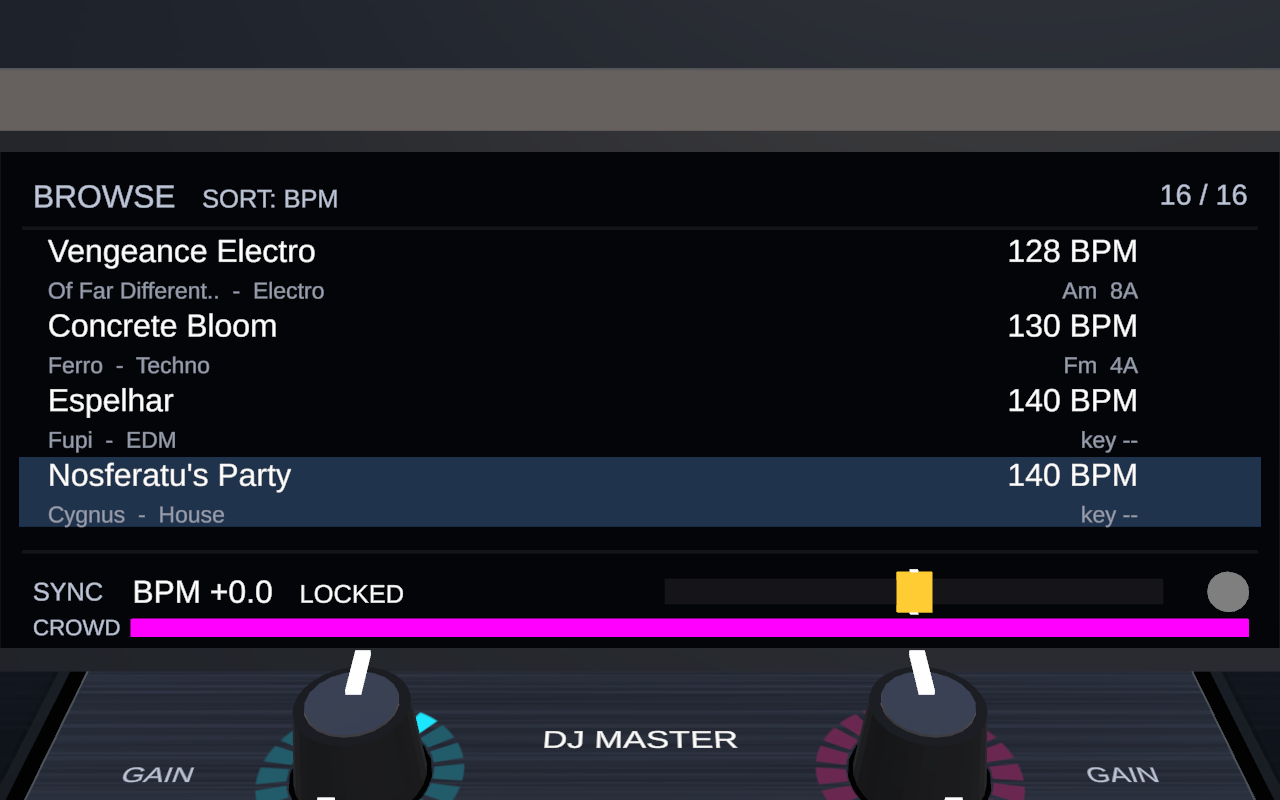 BROWSE SORT: BPM 16 / 16
Vengeance Electro 128 BPM
Of Far Different.. - Electro Am 8A
Concrete Bloom 130 BPM
Ferro - Techno Fm 4A
Espelhar 140 BPM
Fupi - EDM key --
Nosferatu's Party 140 BPM
Cygnus - House key --
SYNC BPM +0.0 LOCKED
CROWD
DJ MASTER
GAIN GAIN